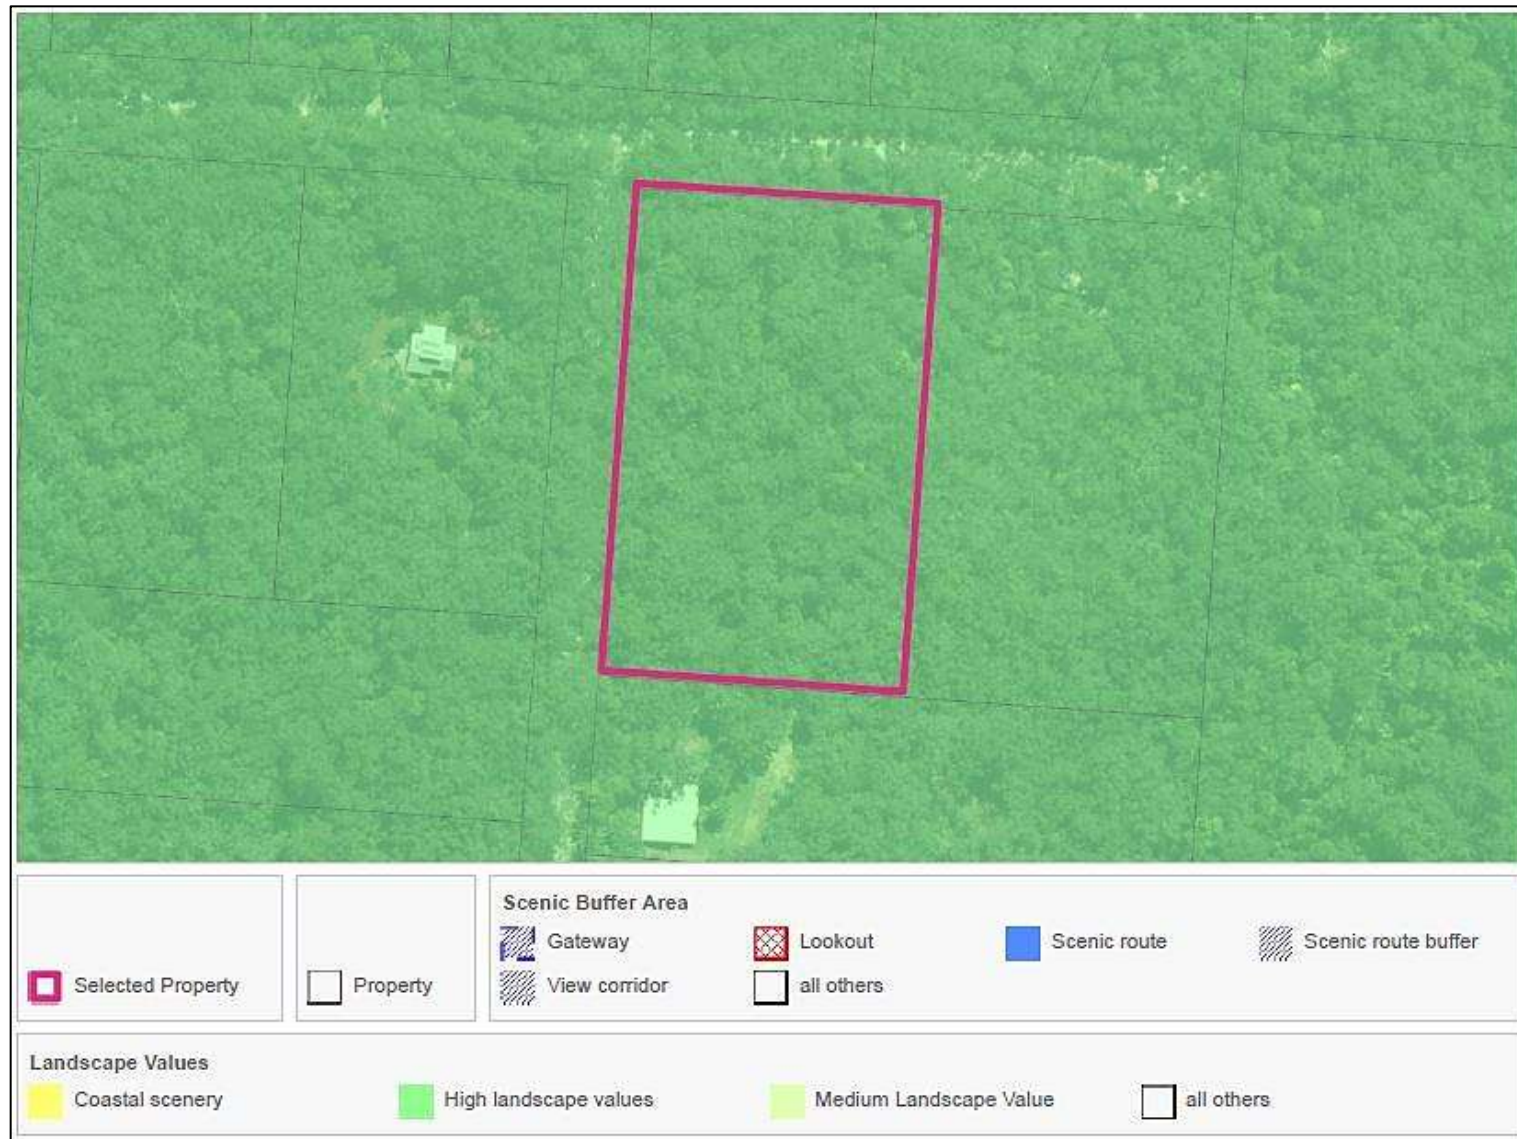 Scenic Buffer Area
Gateway
Lookout
Scenic route
Scenic route buffer
Selected Property
Property
View corridor
all others
Landscape Values
Coastal scenery
High landscape values
Medium Landscape Value
all others